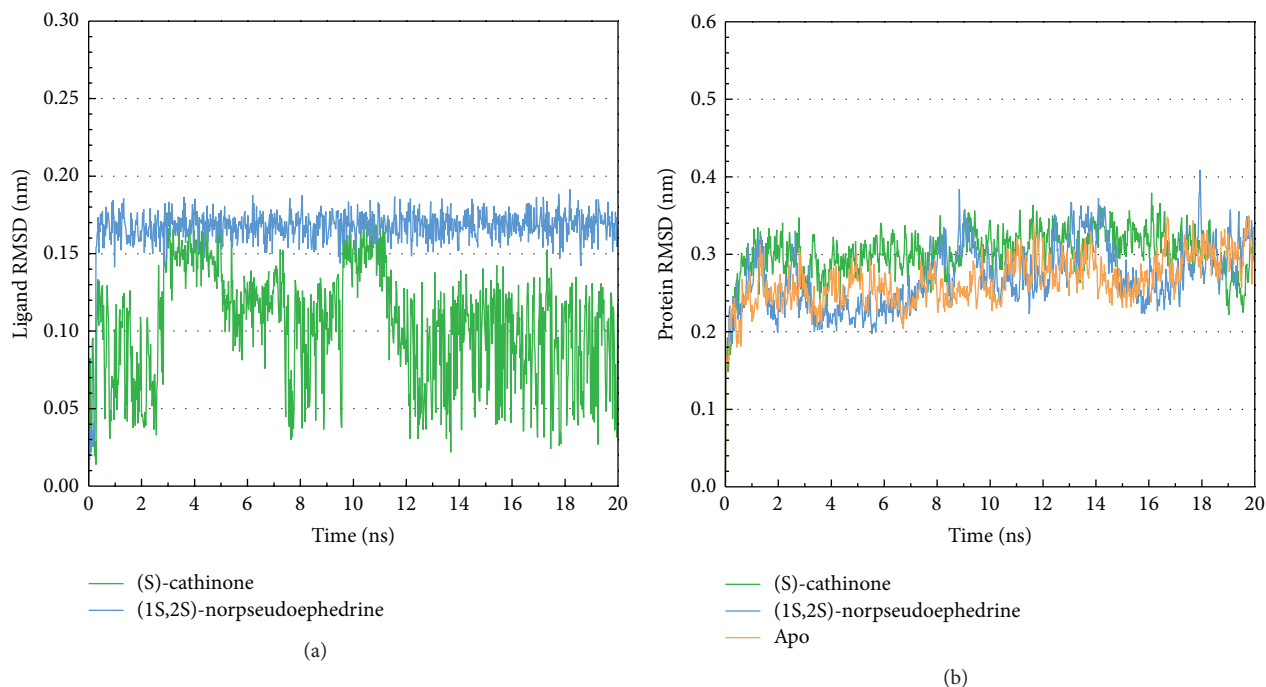 0.30
0.25
0.20
0.15
0.10
0.05
0.00
Ligand RMSD (nm)
0 2 4 6 8 10 12 14 16 18 20
Time (ns)
(S)-cathinone
(1S,2S)-norpseudoephedrine
(a)
0.6
0.5
0.4
0.3
0.2
0.1
0.0
Protein RMSD (nm)
0 2 4 6 8 10 12 14 16 18 20
Time (ns)
(S)-cathinone
(1S,2S)-norpseudoephedrine
Apo
(b)